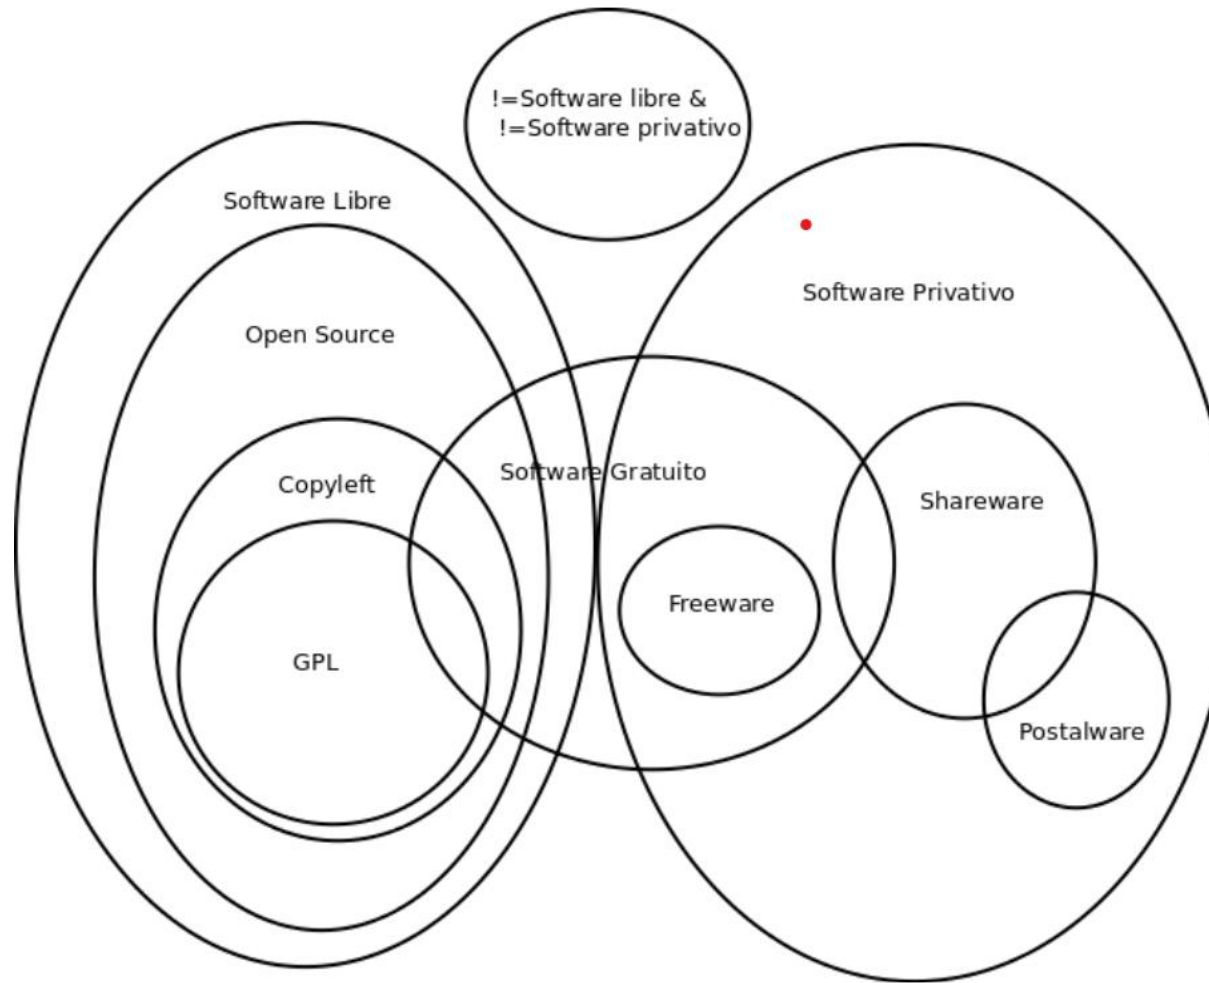 !=Software libre &
!=Software privativo
Software Libre
Software Privativo
Open Source
Software Gratuito
Copyleft
Shareware
Freeware
GPL
Postalware